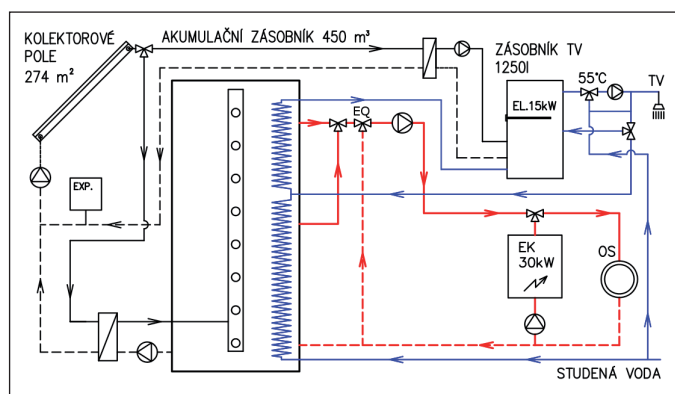 KOLEKTOROVÉ
POLE
274 m²
AKUMULAČNÍ ZÁSOBNÍK 450 m³
ZÁSOBNÍK TV
1250l
55°C
TV
EL.15kW
EQ
EXP.
EK
30kW
OS
STUDENÁ VODA